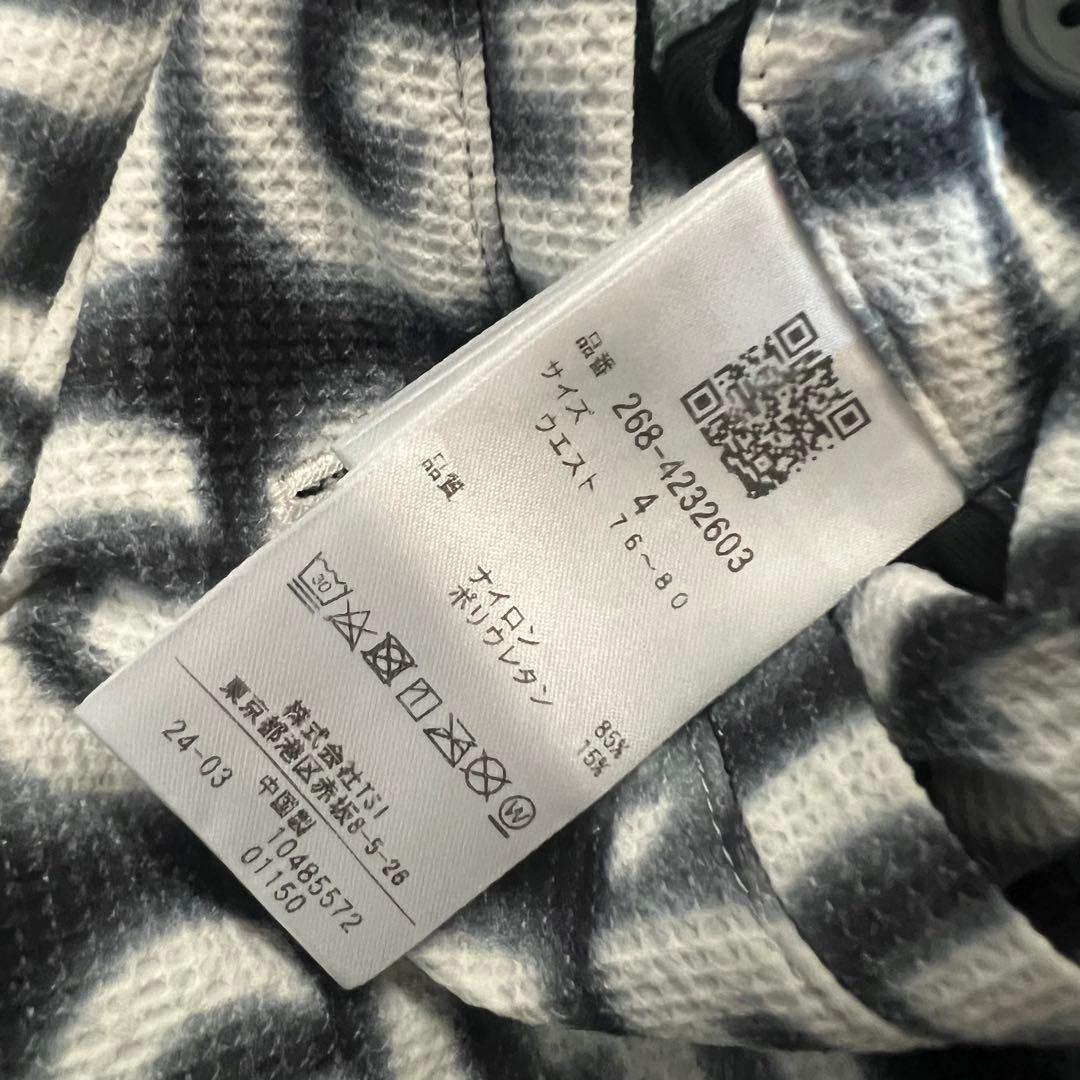 品番 268-4232603
サイズ 4
ウエスト 76~80
品質
ナイロン 85%
ポリウレタン 15%
30
W
株式会社TSI
東京都港区赤坂8-5-26
24-03 中国製 10485572
01150